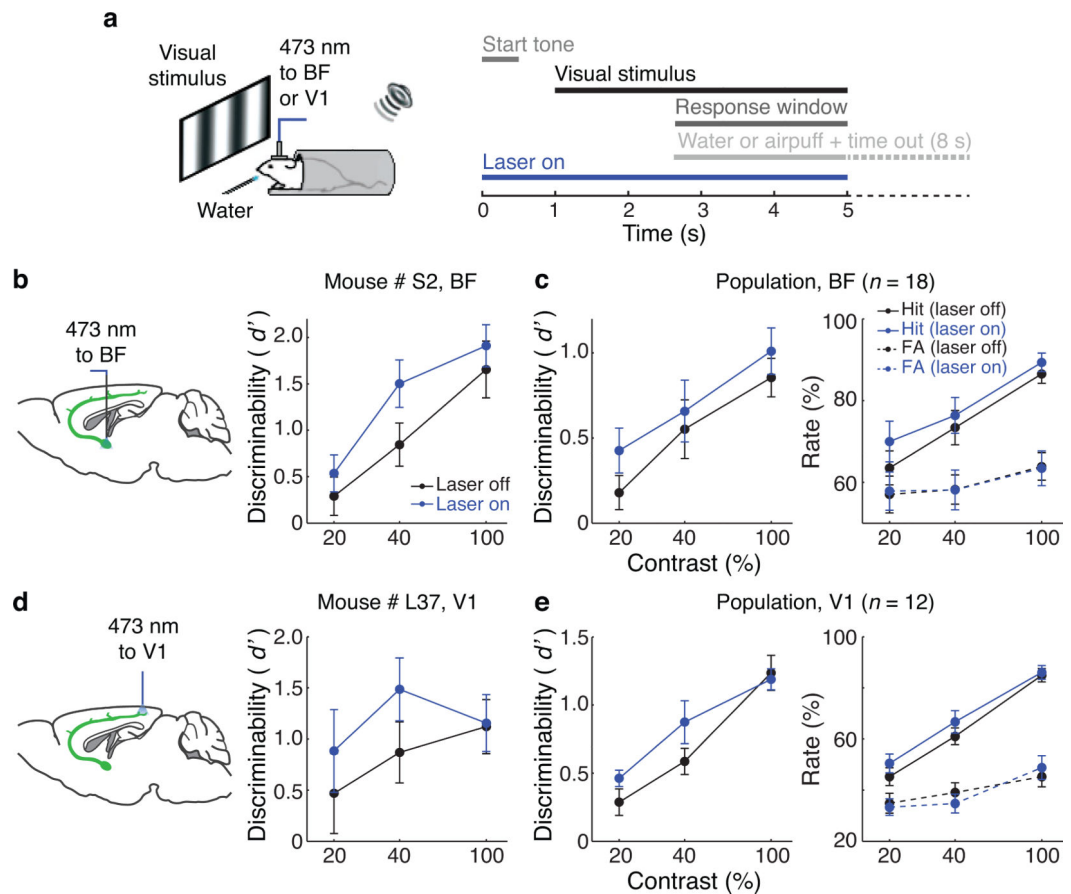 a
Visual
stimulus
473 nm
to BF
or V1
Water
Start tone
Visual stimulus
Response window
Water or airpuff + time out (8 s)
Laser on
0 1 2 3 4 5
Time (s)
b
473 nm
to BF
Mouse # S2, BF
Discriminability (d')
2.0
1.5
1.0
0.5
0
20 40 100
Laser off
Laser on
c
Population, BF (n = 18)
Discriminability (d')
1.0
0.5
0
20 40 100
Contrast (%)
Rate (%)
100
80
60
20 40 100
Hit (laser off)
Hit (laser on)
FA (laser off)
FA (laser on)
d
473 nm
to V1
Mouse # L37, V1
Discriminability (d')
2.0
1.5
1.0
0.5
0
20 40 100
e
Population, V1 (n = 12)
Discriminability (d')
1.5
1.0
0.5
0
20 40 100
Contrast (%)
Rate (%)
100
60
20
20 40 100